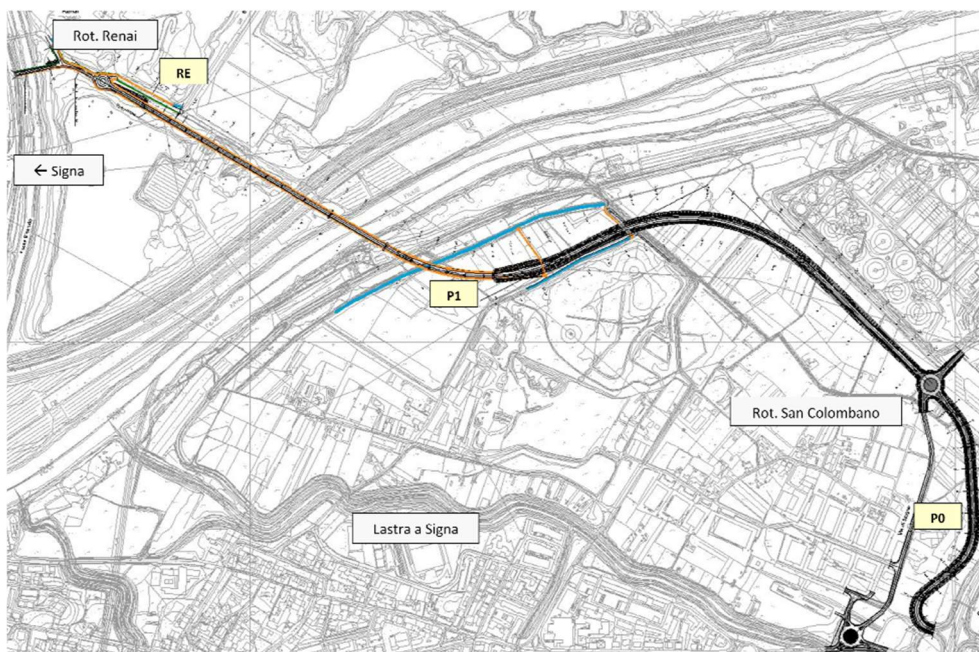 Rot. Renai
RE
← Signa
P1
Rot. San Colombano
P0
Lastra a Signa